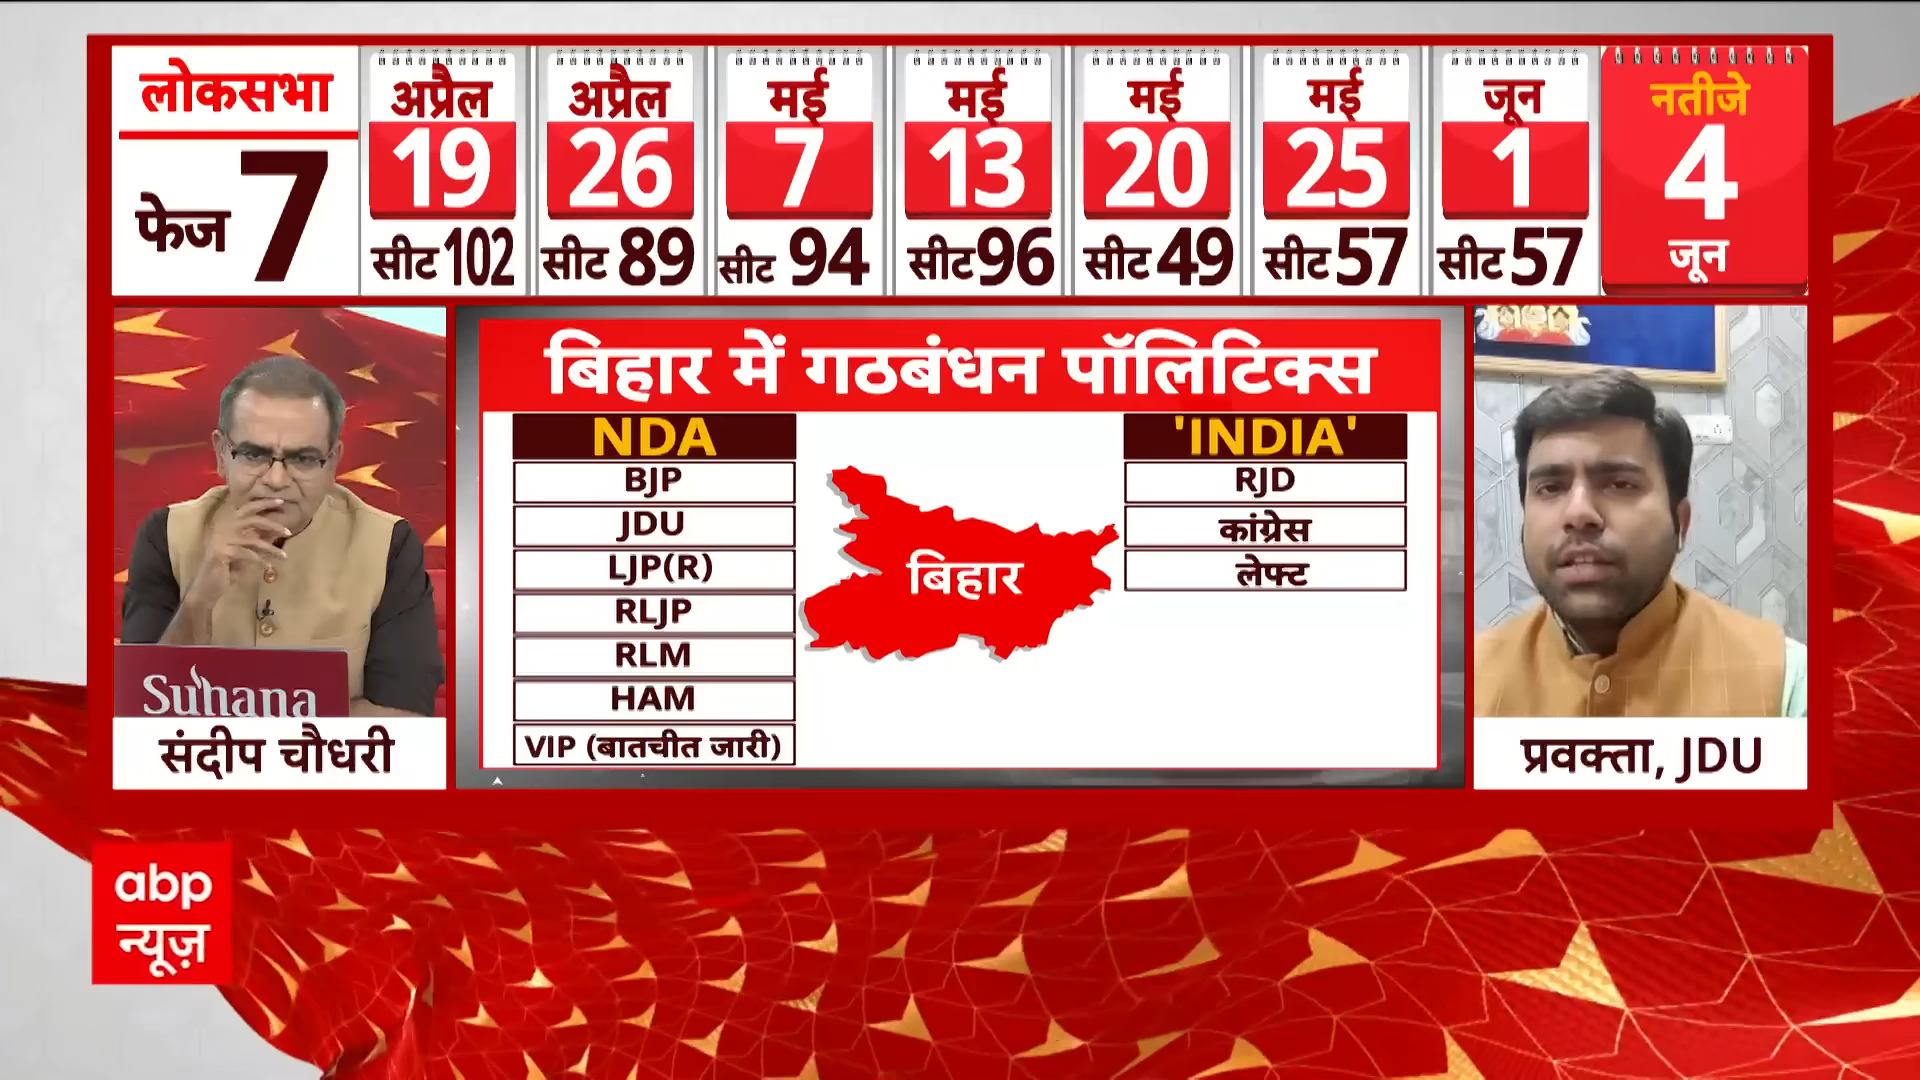 लोकसभा
फेज 7
अप्रैल
19
सीट 102
अप्रैल
26
सीट 89
मई
7
सीट 94
मई
13
सीट 96
मई
20
सीट 49
मई
25
सीट 57
जून
1
सीट 57
नतीजे
4
जून
बिहार में गठबंधन पॉलिटिक्स
NDA
BJP
JDU
LJP(R)
RLJP
RLM
HAM
VIP (बातचीत जारी)
बिहार
'INDIA'
RJD
कांग्रेस
लेफ्ट
Suhana
संदीप चौधरी
प्रवक्ता, JDU
abp
न्यूज़